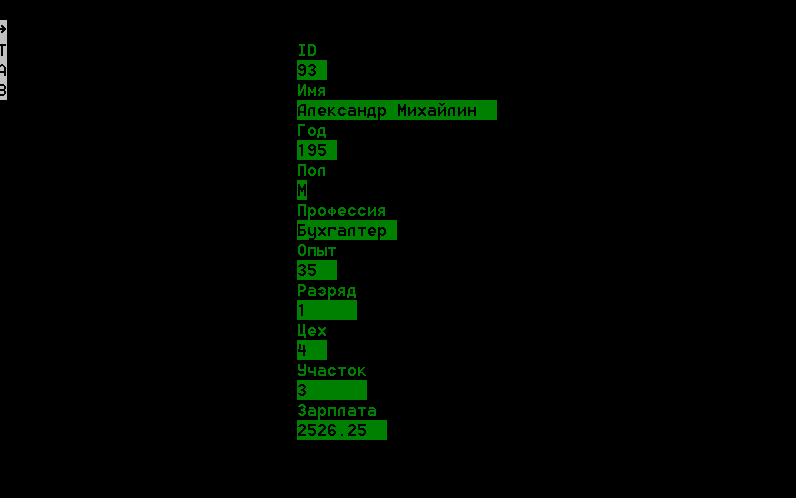 →
T
A
B
ID
93
Имя
Александр Михайлин
Год
195
Пол
М
Профессия
Бухгалтер
Опыт
35
Разряд
1
Цех
4
Участок
3
Зарплата
2526.25